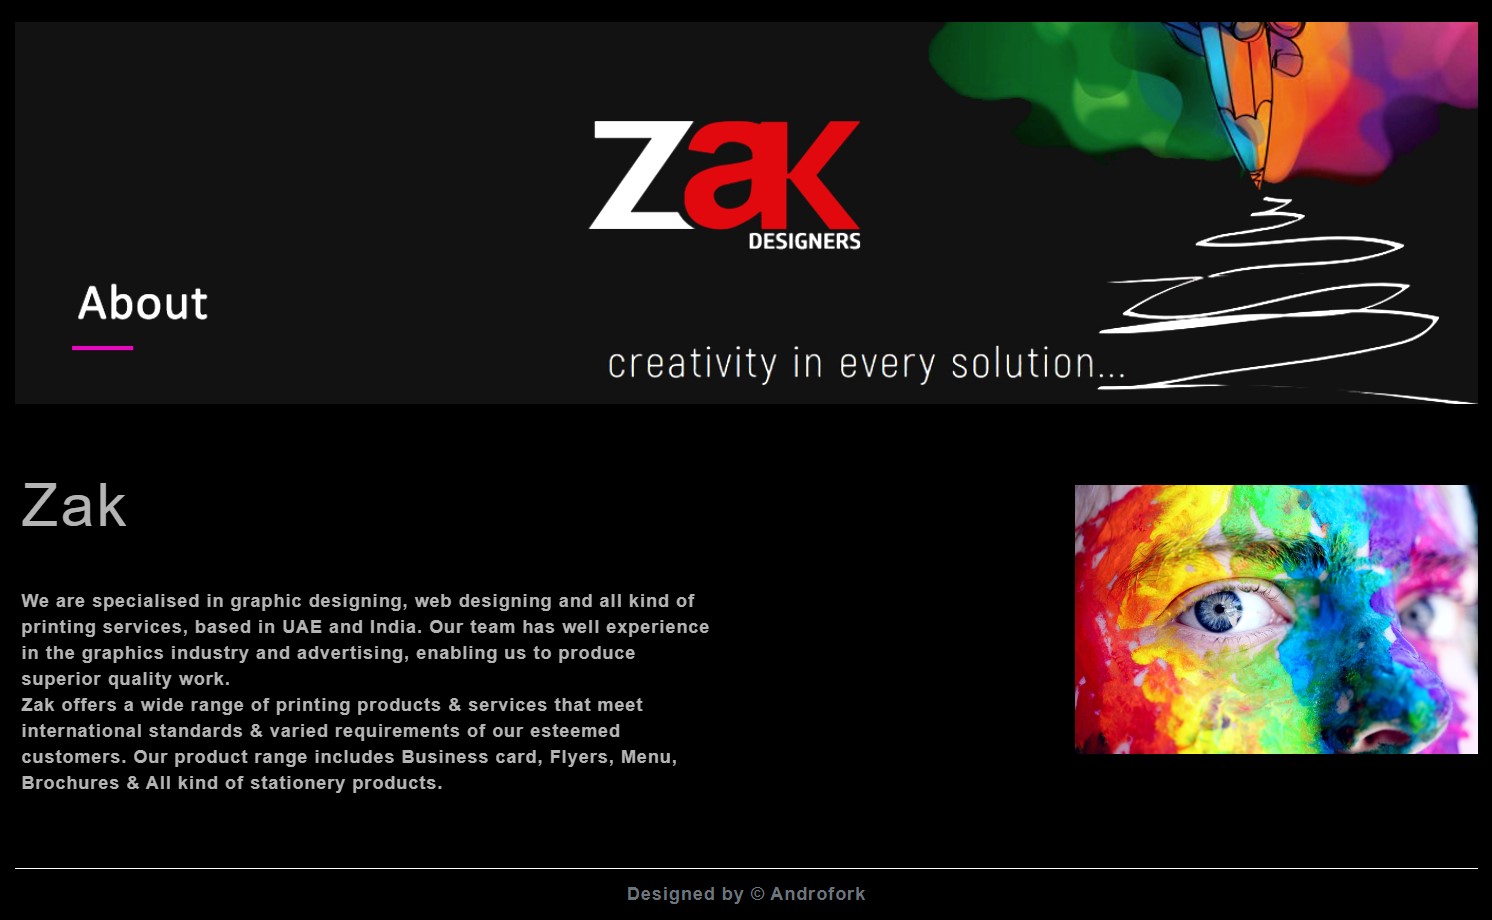 Zak
DESIGNERS
About
creativity in every solution...
Zak
We are specialised in graphic designing, web designing and all kind of
printing services, based in UAE and India. Our team has well experience
in the graphics industry and advertising, enabling us to produce
superior quality work.
Zak offers a wide range of printing products & services that meet
international standards & varied requirements of our esteemed
customers. Our product range includes Business card, Flyers, Menu,
Brochures & All kind of stationery products.
Designed by © Androfork